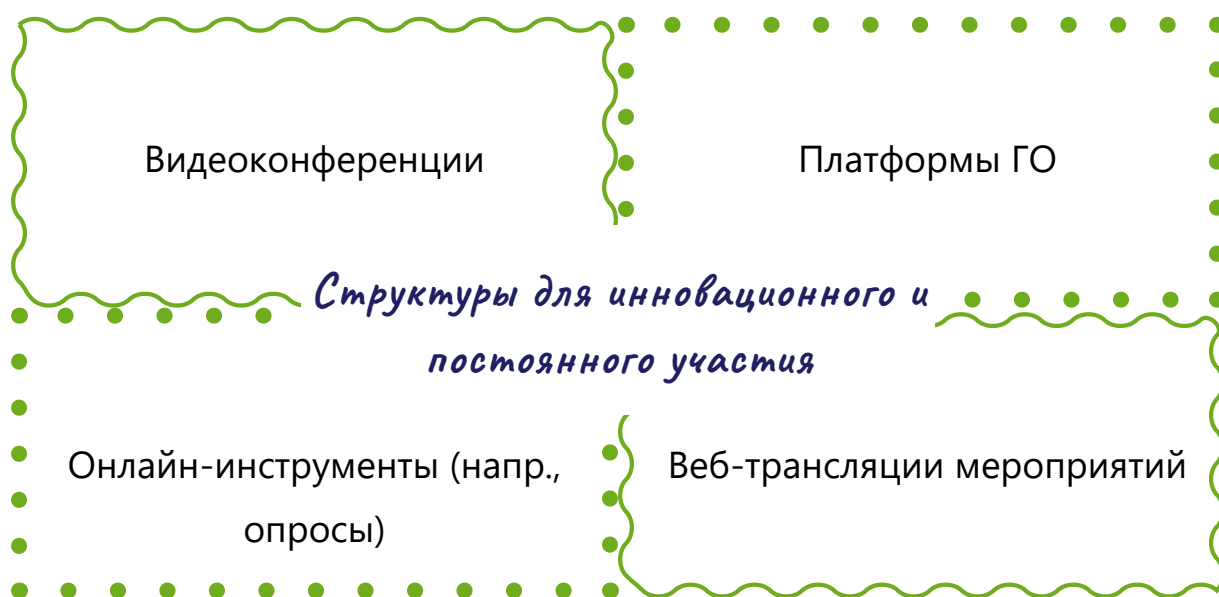 Видеоконференции
Платформы ГО
Структуры для инновационного и
постоянного участия
Онлайн-инструменты (напр.,
опросы)
Веб-трансляции мероприятий